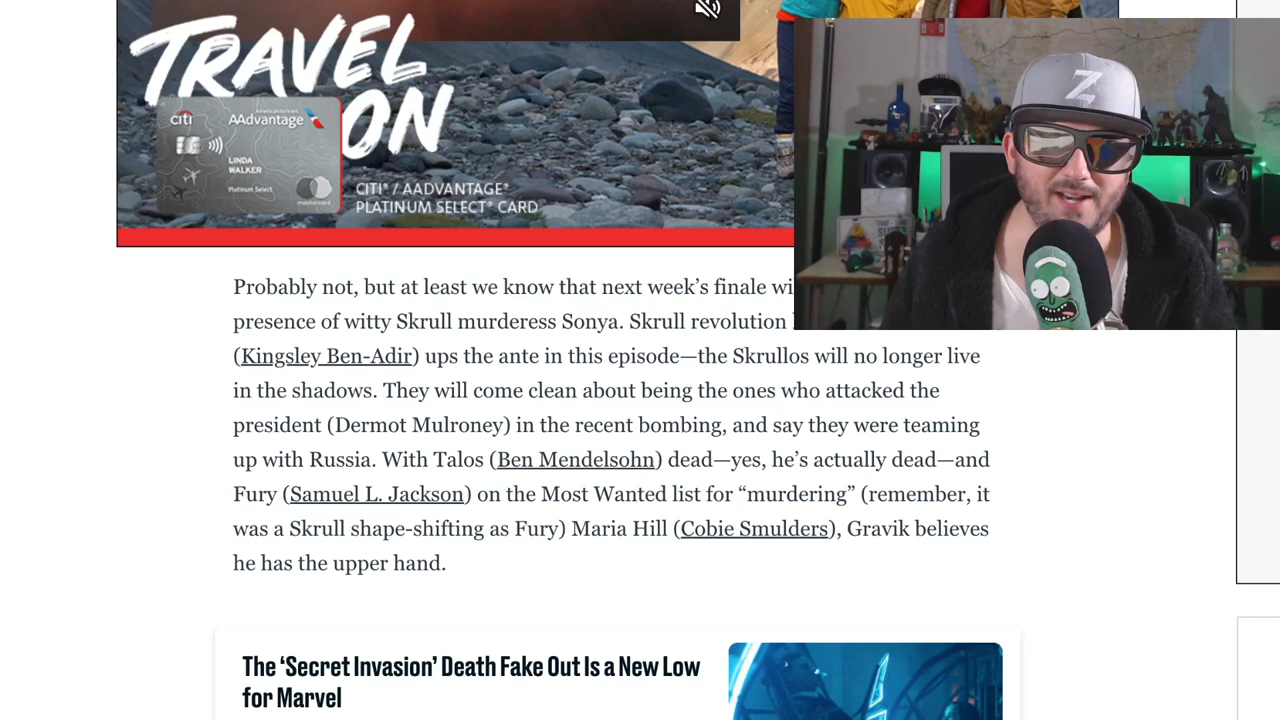 TRAVEL
ON
citi
American Airlines
AAdvantage
LINDA
WALKER
Platinum Select
mastercard
CITI® / AADVANTAGE®
PLATINUM SELECT® CARD
Z
Probably not, but at least we know that next week’s finale wi
presence of witty Skrull murderess Sonya. Skrull revolution
(Kingsley Ben-Adir) ups the ante in this episode—the Skrullos will no longer live
in the shadows. They will come clean about being the ones who attacked the
president (Dermot Mulroney) in the recent bombing, and say they were teaming
up with Russia. With Talos (Ben Mendelsohn) dead—yes, he’s actually dead—and
Fury (Samuel L. Jackson) on the Most Wanted list for “murdering” (remember, it
was a Skrull shape-shifting as Fury) Maria Hill (Cobie Smulders), Gravik believes
he has the upper hand.
The ‘Secret Invasion’ Death Fake Out Is a New Low
for Marvel